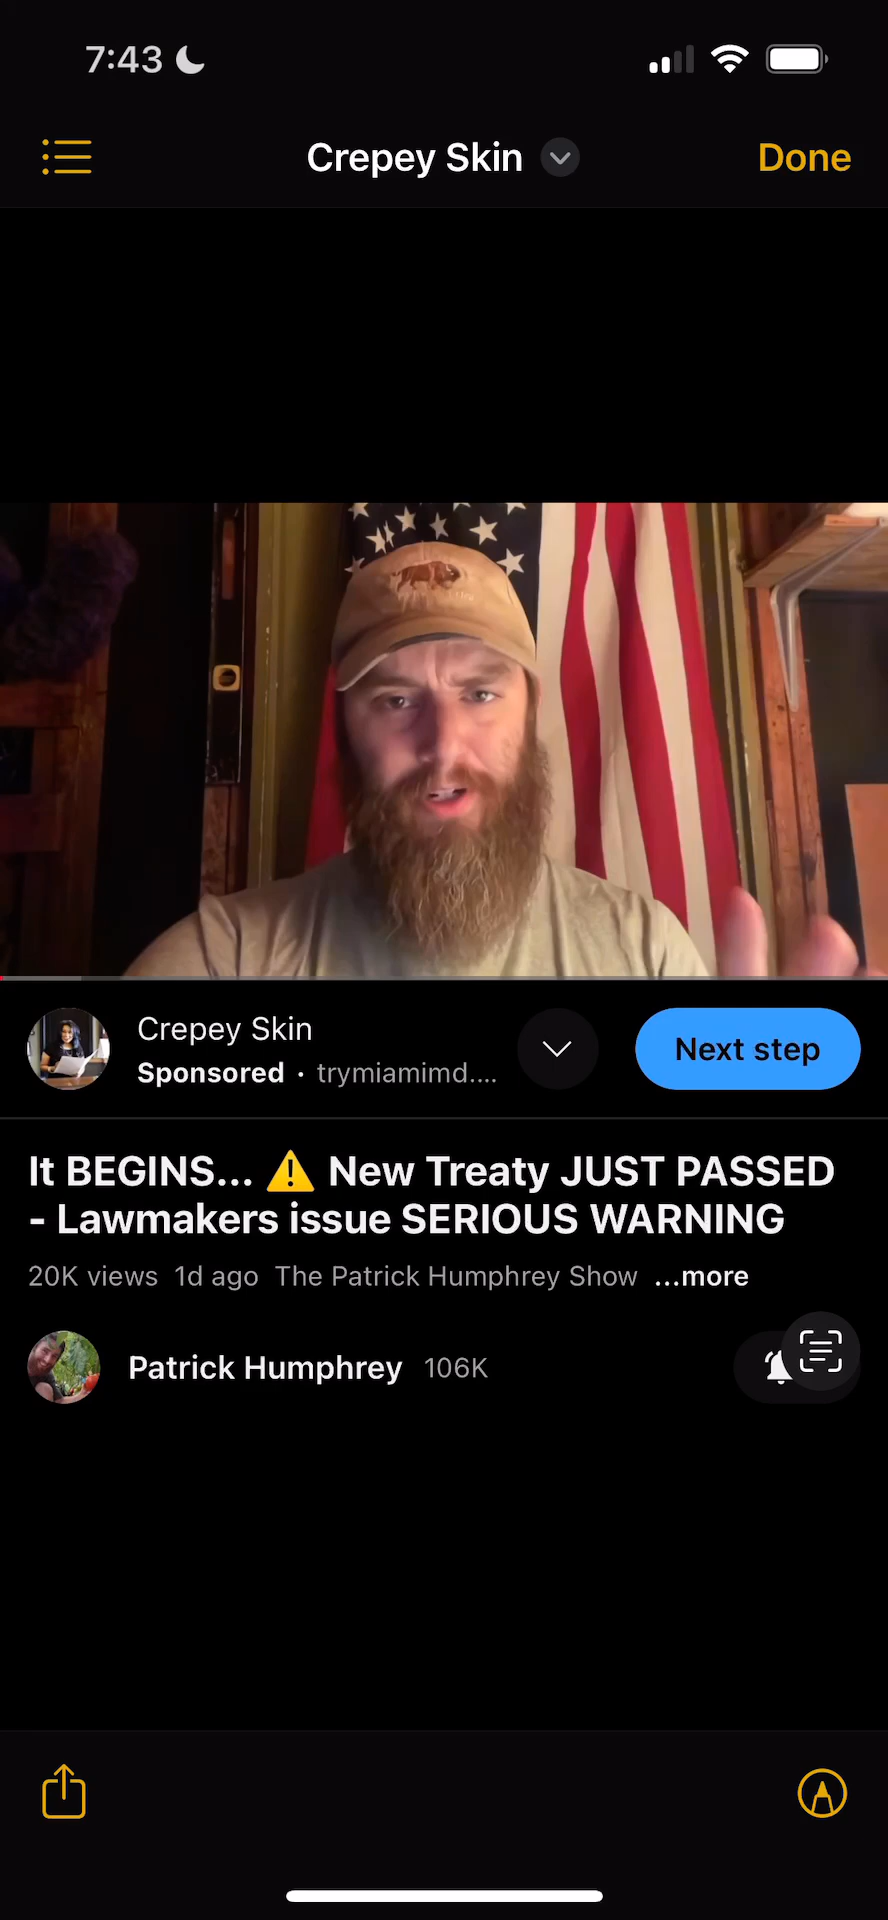 7:43
Crepey Skin
Done
Crepey Skin
Next step
Sponsored · trymiamimd....
It BEGINS... ⚠️ New Treaty JUST PASSED
- Lawmakers issue SERIOUS WARNING
20K views 1d ago The Patrick Humphrey Show ...more
Patrick Humphrey 106K